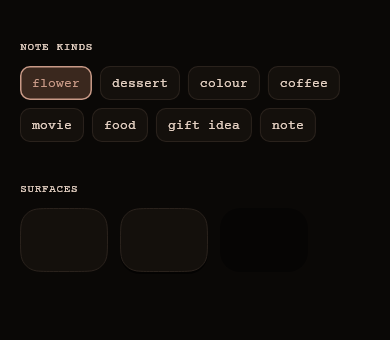 NOTE KINDS
flower dessert colour coffee
movie food gift idea note
SURFACES